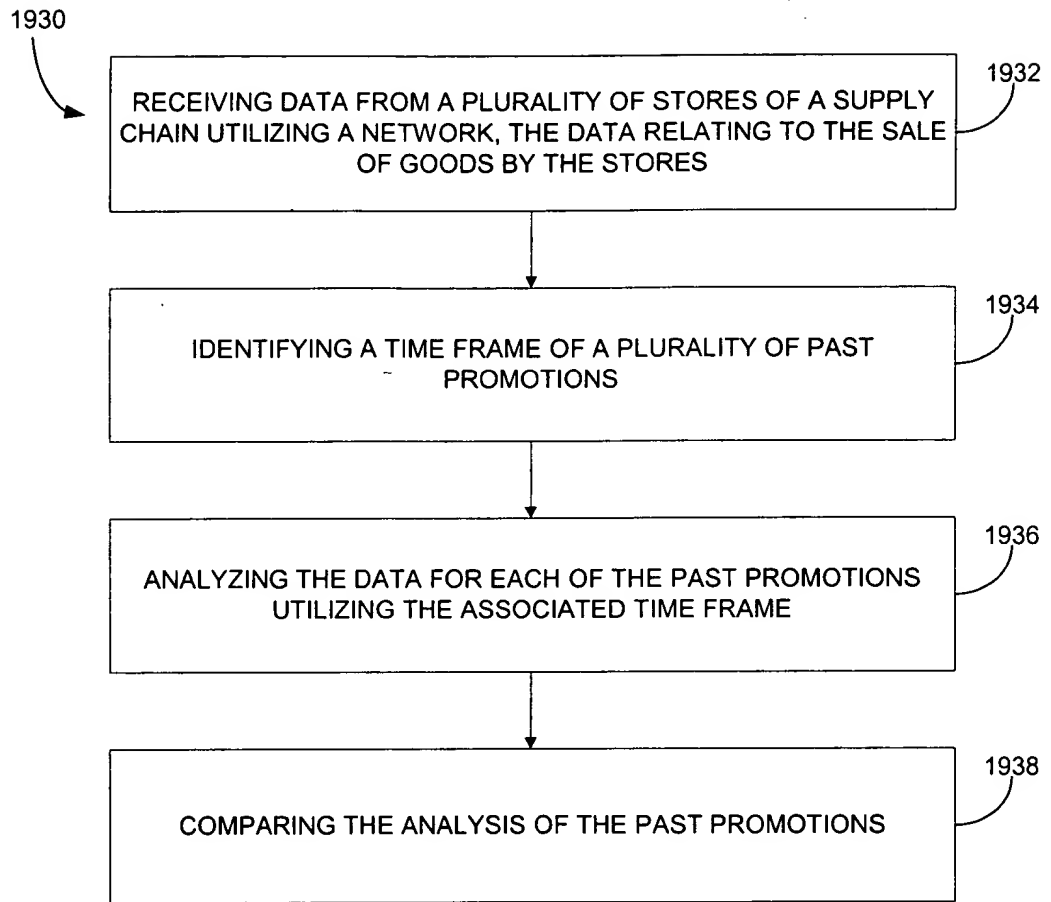 1930
1932
RECEIVING DATA FROM A PLURALITY OF STORES OF A SUPPLY
CHAIN UTILIZING A NETWORK, THE DATA RELATING TO THE SALE
OF GOODS BY THE STORES
1934
IDENTIFYING A TIME FRAME OF A PLURALITY OF PAST
PROMOTIONS
1936
ANALYZING THE DATA FOR EACH OF THE PAST PROMOTIONS
UTILIZING THE ASSOCIATED TIME FRAME
1938
COMPARING THE ANALYSIS OF THE PAST PROMOTIONS